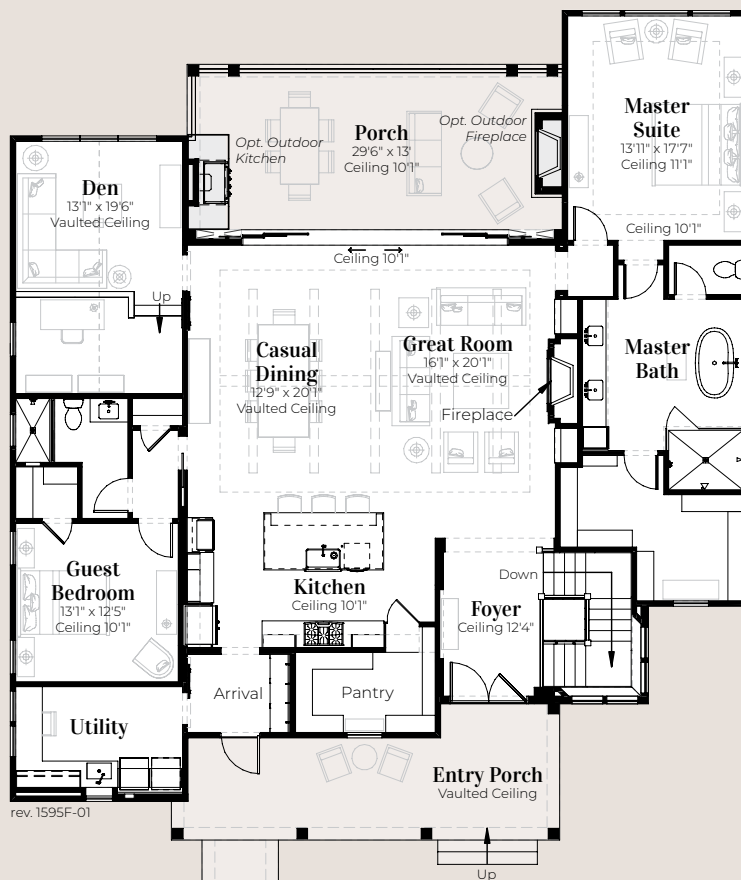 Master
Suite
13'11" x 17'7"
Ceiling 11'1"
Ceiling 10'1"
Opt. Outdoor
Kitchen
Porch
29'6" x 13'
Ceiling 10'1"
Opt. Outdoor
Fireplace
Den
13'1" x 19'6"
Vaulted Ceiling
Up
Ceiling 10'1"
Casual
Dining
12'9" x 20'1"
Vaulted Ceiling
Great Room
16'1" x 20'1"
Vaulted Ceiling
Fireplace
Master
Bath
Guest
Bedroom
13'1" x 12'5"
Ceiling 10'1"
Kitchen
Ceiling 10'1"
Down
Foyer
Ceiling 12'4"
Arrival
Pantry
Utility
Entry Porch
Vaulted Ceiling
rev. 1595F-01
Up